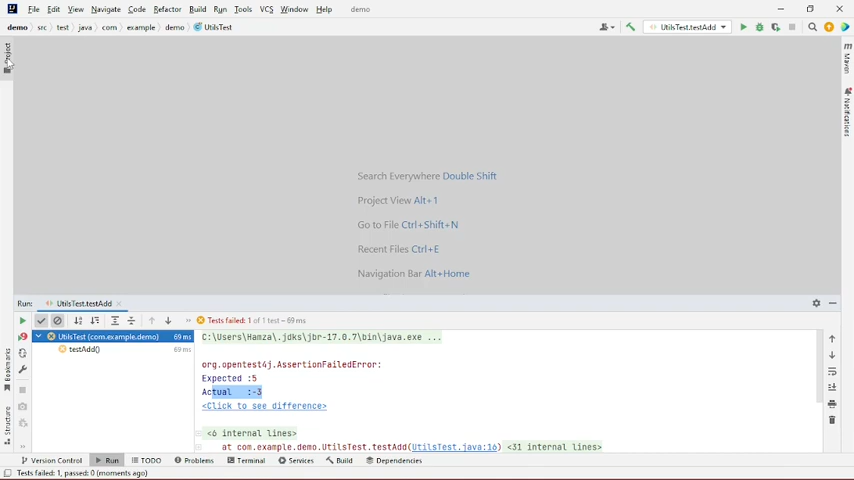 File Edit View Navigate Code Refactor Build Run Tools VCS Window Help demo
demo src test java com example demo UtilsTest UtilsTest.testAdd
Project
m
Maven
Notifications
Search Everywhere Double Shift
Project View Alt+1
Go to File Ctrl+Shift+N
Recent Files Ctrl+E
Navigation Bar Alt+Home
Run: UtilsTest.testAdd
Tests failed: 1 of 1 test – 69 ms
UtilsTest (com.example.demo) 69 ms
testAdd() 69 ms
C:\Users\Hamza\.jdks\jbr-17.0.7\bin\java.exe ...
org.opentest4j.AssertionFailedError:
Expected :5
Actual :-3
<Click to see difference>
<6 internal lines>
at com.example.demo.UtilsTest.testAdd(UtilsTest.java:16) <31 internal lines>
Bookmarks
Structure
Version Control Run TODO Problems Terminal Services Build Dependencies
Tests failed: 1, passed: 0 (moments ago)